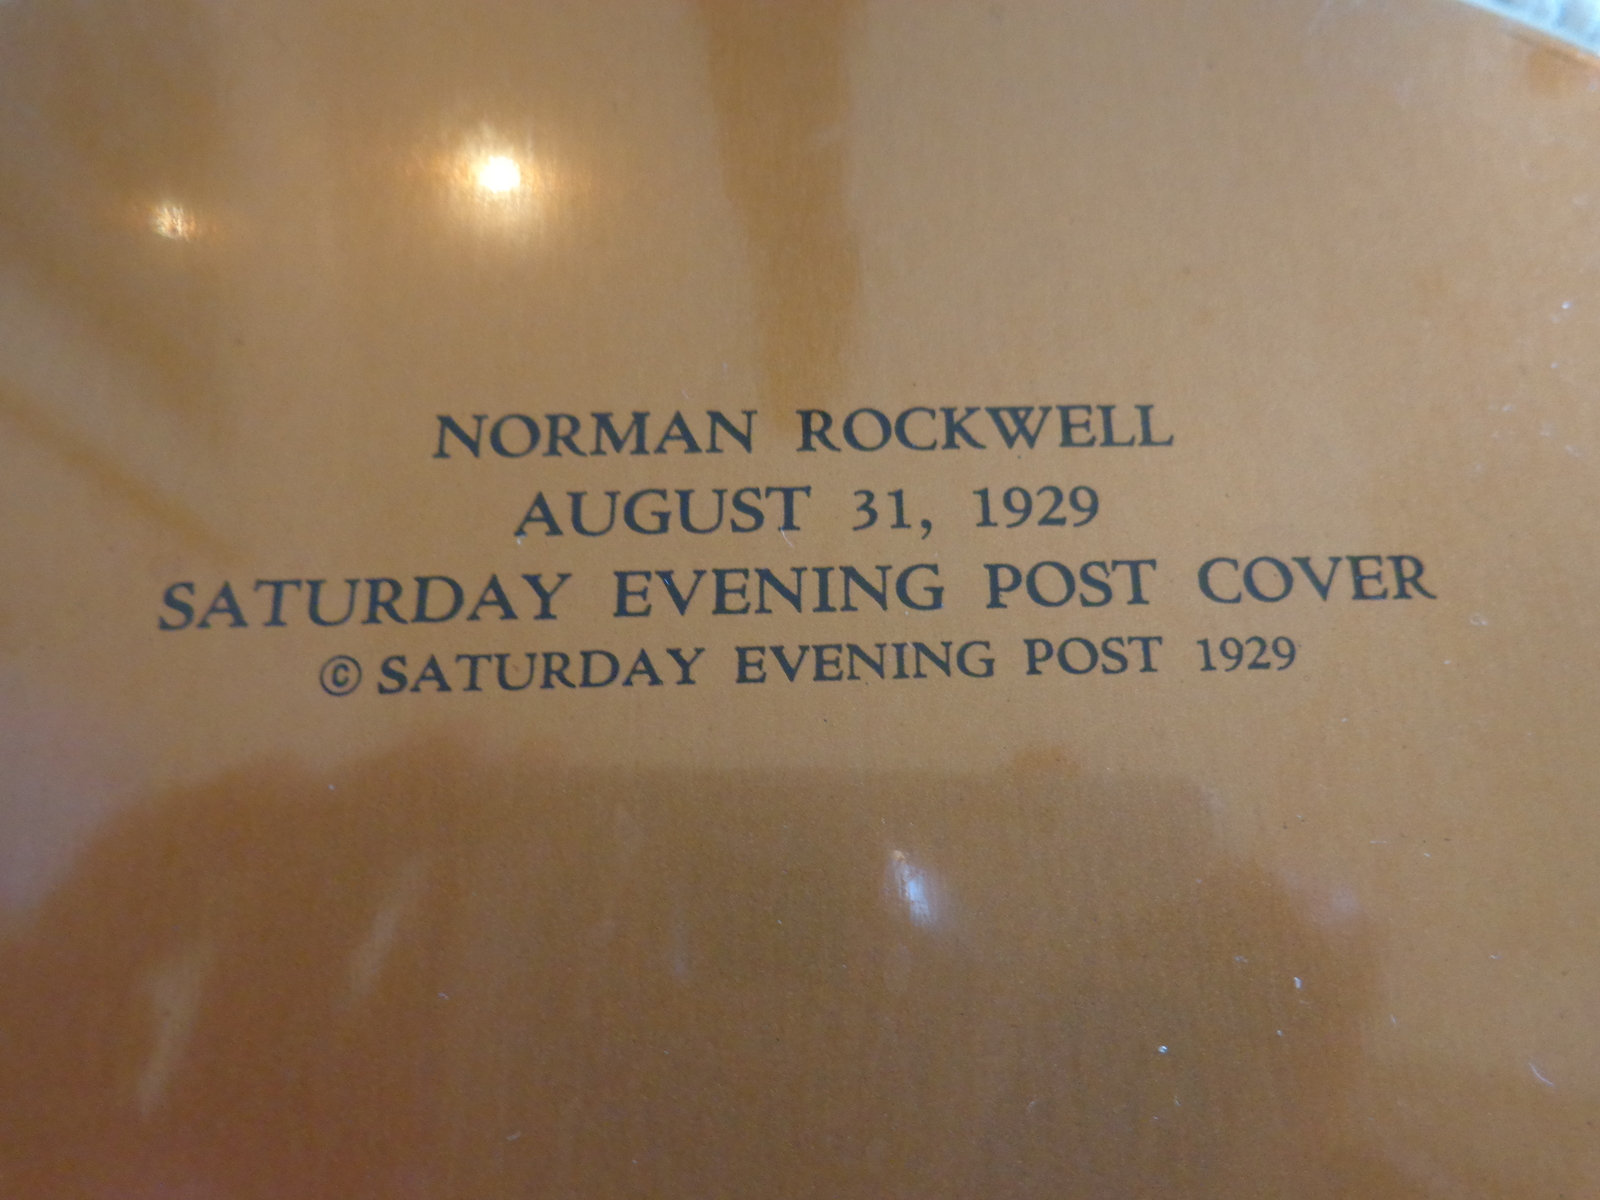 NORMAN ROCKWELL
AUGUST 31, 1929
SATURDAY EVENING POST COVER
© SATURDAY EVENING POST 1929